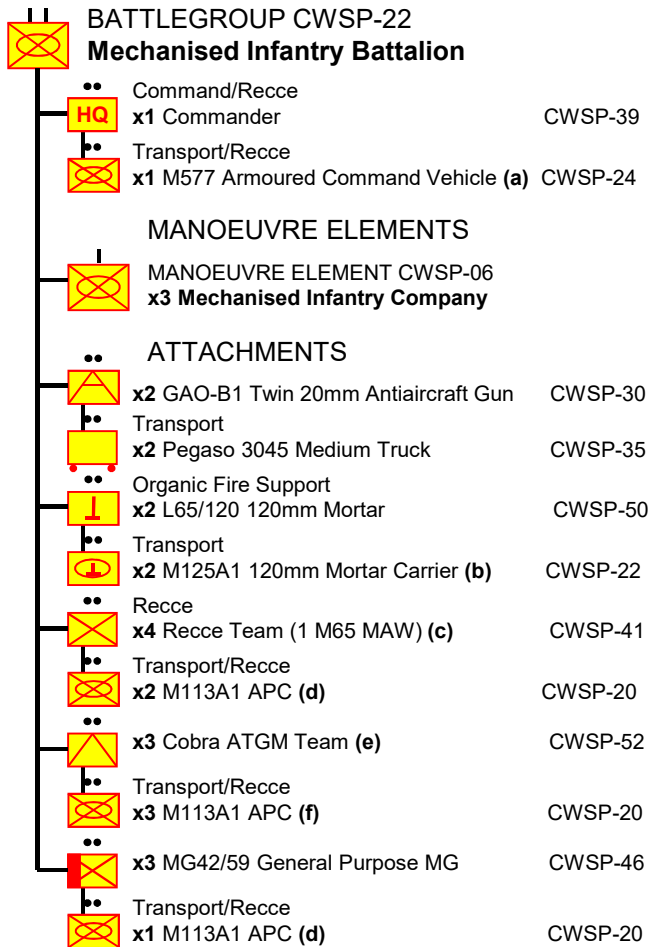 BATTLEGROUP CWSP-22
Mechanised Infantry Battalion
Command/Recce
HQ x1 Commander CWSP-39
Transport/Recce
x1 M577 Armoured Command Vehicle (a) CWSP-24
MANOEUVRE ELEMENTS
MANOEUVRE ELEMENT CWSP-06
x3 Mechanised Infantry Company
ATTACHMENTS
x2 GAO-B1 Twin 20mm Antiaircraft Gun CWSP-30
Transport
x2 Pegaso 3045 Medium Truck CWSP-35
Organic Fire Support
x2 L65/120 120mm Mortar CWSP-50
Transport
x2 M125A1 120mm Mortar Carrier (b) CWSP-22
Recce
x4 Recce Team (1 M65 MAW) (c) CWSP-41
Transport/Recce
x2 M113A1 APC (d) CWSP-20
x3 Cobra ATGM Team (e) CWSP-52
Transport/Recce
x3 M113A1 APC (f) CWSP-20
x3 MG42/59 General Purpose MG CWSP-46
Transport/Recce
x1 M113A1 APC (d) CWSP-20